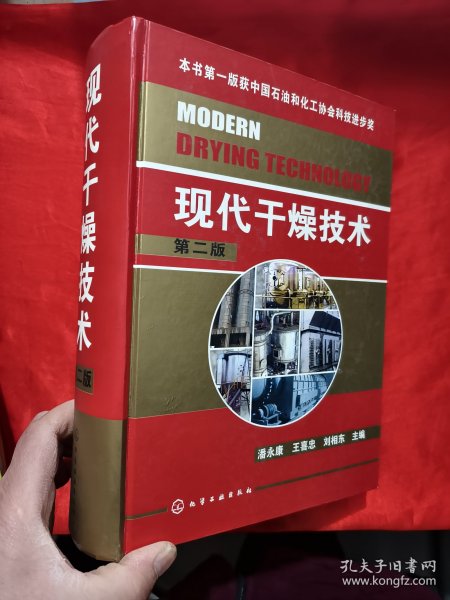 本书第一版获中国石油和化工协会科技进步奖
MODERN
DRYING TECHNOLOGY
现代干燥技术
第二版
潘永康 王喜忠 刘相东 主编
化学工业出版社
现代干燥技术
二版
孔夫子旧书网
www.kongfz.com